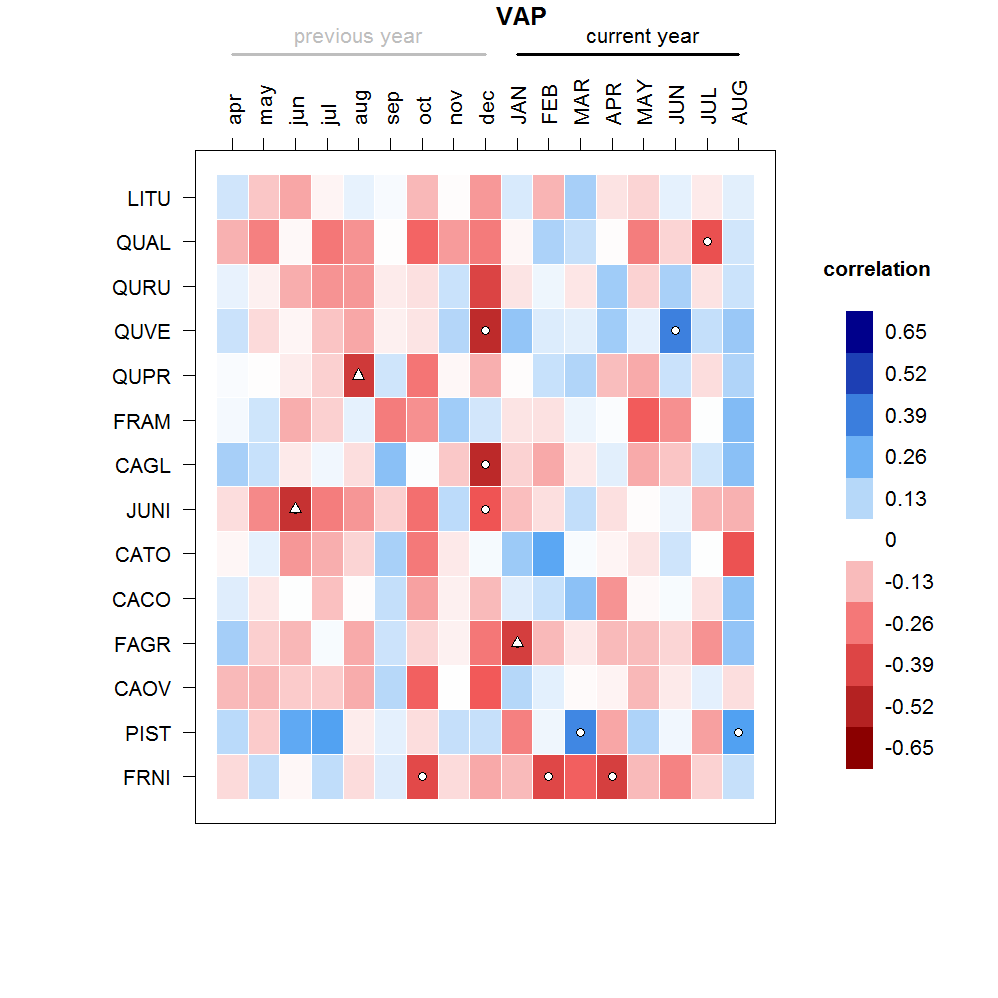 VAP
previous year current year
apr may jun jul aug sep oct nov dec JAN FEB MAR APR MAY JUN JUL AUG
LITU
QUAL
QURU
QUVE
QUPR
FRAM
CAGL
JUNI
CATO
CACO
FAGR
CAOV
PIST
FRNI
correlation
0.65
0.52
0.39
0.26
0.13
0
-0.13
-0.26
-0.39
-0.52
-0.65